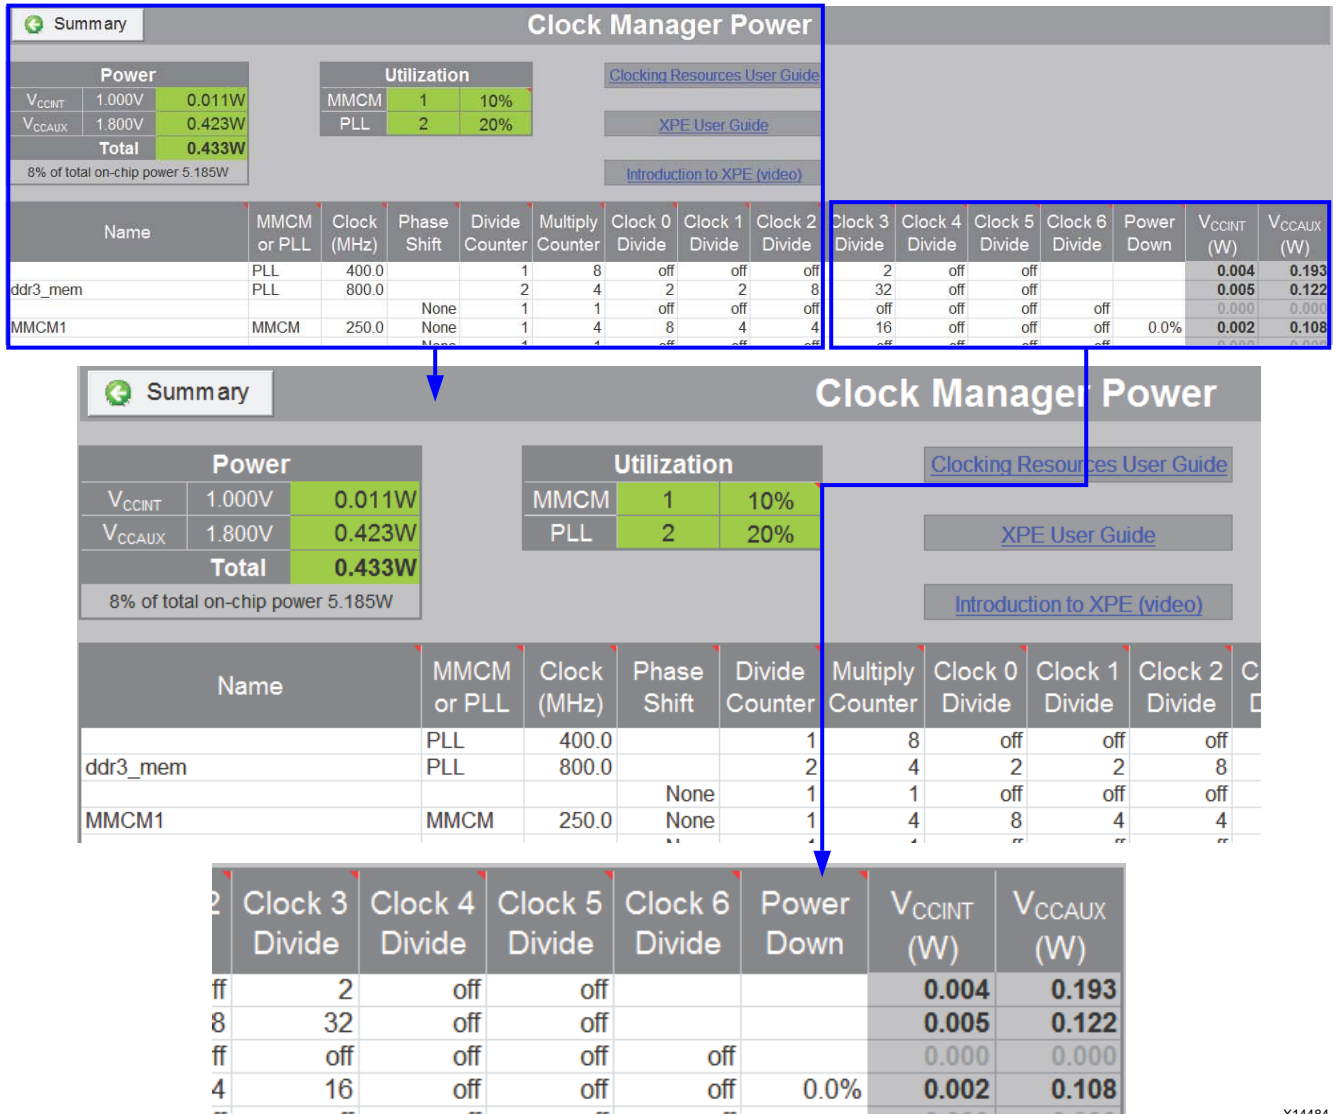 Summary
Clock Manager Power
Power Utilization Clocking Resources User Guide
VCCINT 1.000V 0.011W MMCM 1 10%
VCCAUX 1.800V 0.423W PLL 2 20% XPE User Guide
Total 0.433W
8% of total on-chip power 5.185W Introduction to XPE (video)
Name MMCM or PLL Clock (MHz) Phase Shift Divide Counter Multiply Counter Clock 0 Divide Clock 1 Divide Clock 2 Divide Clock 3 Divide Clock 4 Divide Clock 5 Divide Clock 6 Divide Power Down VCCINT (W) VCCAUX (W)
PLL 400.0 1 8 off off off 2 off off 0.004 0.193
ddr3_mem PLL 800.0 2 4 2 2 8 32 off off 0.005 0.122
None 1 1 off off off off off off off 0.000 0.000
MMCM1 MMCM 250.0 None 1 4 8 4 4 16 off off off 0.0% 0.002 0.108
Summary
Clock Manager Power
Power Utilization Clocking Resources User Guide
VCCINT 1.000V 0.011W MMCM 1 10%
VCCAUX 1.800V 0.423W PLL 2 20% XPE User Guide
Total 0.433W
8% of total on-chip power 5.185W Introduction to XPE (video)
Name MMCM or PLL Clock (MHz) Phase Shift Divide Counter Multiply Counter Clock 0 Divide Clock 1 Divide Clock 2 Divide
PLL 400.0 1 8 off off off
ddr3_mem PLL 800.0 2 4 2 2 8
None 1 1 off off off
MMCM1 MMCM 250.0 None 1 4 8 4 4
Clock 3 Divide Clock 4 Divide Clock 5 Divide Clock 6 Divide Power Down VCCINT (W) VCCAUX (W)
ff 2 off off 0.004 0.193
8 32 off off 0.005 0.122
ff off off off off 0.000 0.000
4 16 off off off 0.0% 0.002 0.108